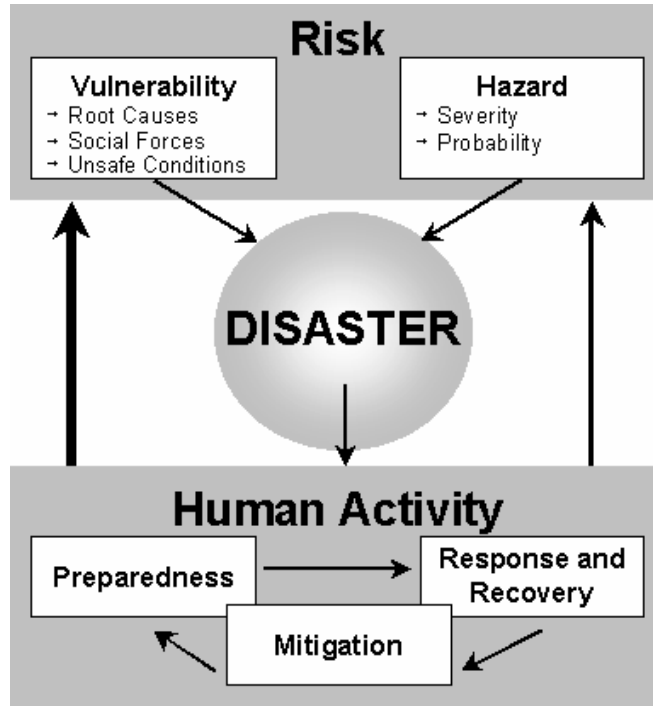 Risk
Vulnerability
→ Root Causes
→ Social Forces
→ Unsafe Conditions
Hazard
→ Severity
→ Probability
DISASTER
Human Activity
Preparedness
Response and
Recovery
Mitigation